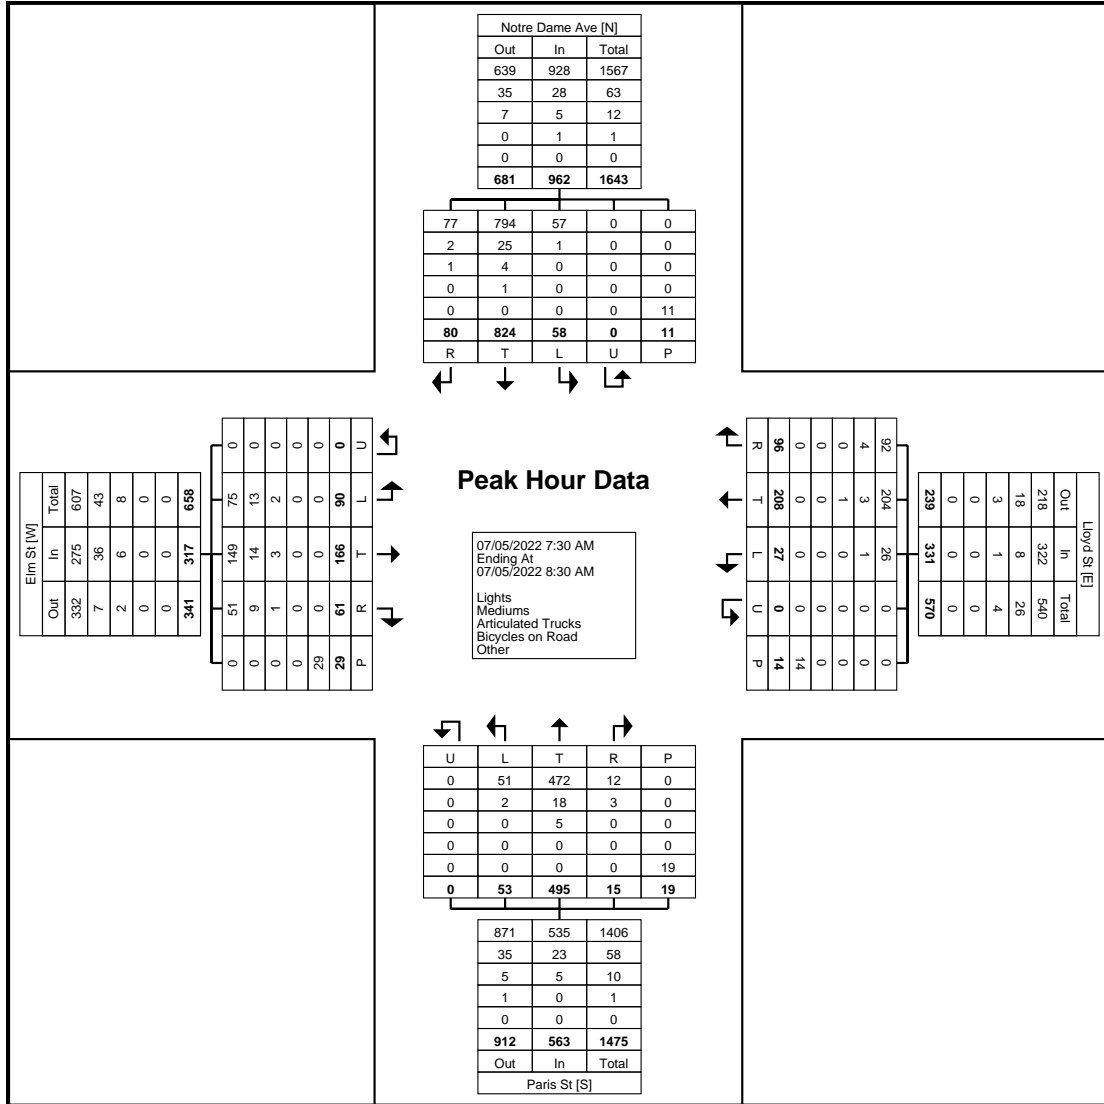 Notre Dame Ave [N]
Out In Total
639 928 1567
35 28 63
7 5 12
0 1 1
0 0 0
681 962 1643
77 794 57 0 0
2 25 1 0 0
1 4 0 0 0
0 1 0 0 0
0 0 0 0 11
80 824 58 0 11
R T L U P
Elm St [W]
Total 607 43 8 0 0 658
In 275 36 6 0 0 317
Out 332 7 2 0 0 341
0 0 0 0 0 0 U
75 13 2 0 0 90 L
149 14 3 0 0 166 T
51 9 1 0 0 61 R
0 0 0 0 29 29 P
Peak Hour Data
07/05/2022 7:30 AM
Ending At
07/05/2022 8:30 AM
Lights
Mediums
Articulated Trucks
Bicycles on Road
Other
R 96 0 0 0 4 92
T 208 0 0 1 3 204
L 27 0 0 0 1 26
U 0 0 0 0 0 0
P 14 14 0 0 0 0
239 0 0 3 18 218 Out
331 0 0 1 8 322 In
570 0 0 4 26 540 Total
Lloyd St [E]
U L T R P
0 51 472 12 0
0 2 18 3 0
0 0 5 0 0
0 0 0 0 0
0 0 0 0 19
0 53 495 15 19
871 535 1406
35 23 58
5 5 10
1 0 1
0 0 0
912 563 1475
Out In Total
Paris St [S]